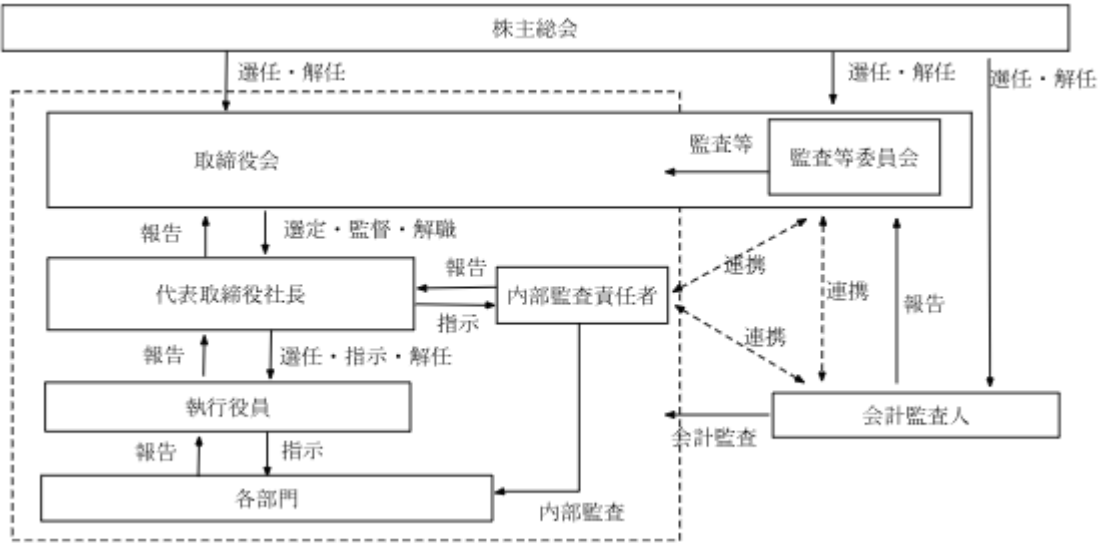 株主総会
選任・解任
選任・解任
選任・解任
取締役会
監査等
監査等委員会
報告
選定・監督・解職
代表取締役社長
報告
指示
内部監査責任者
連携
連携
連携
報告
報告
選任・指示・解任
執行役員
会計監査
会計監査人
報告
指示
各部門
内部監査